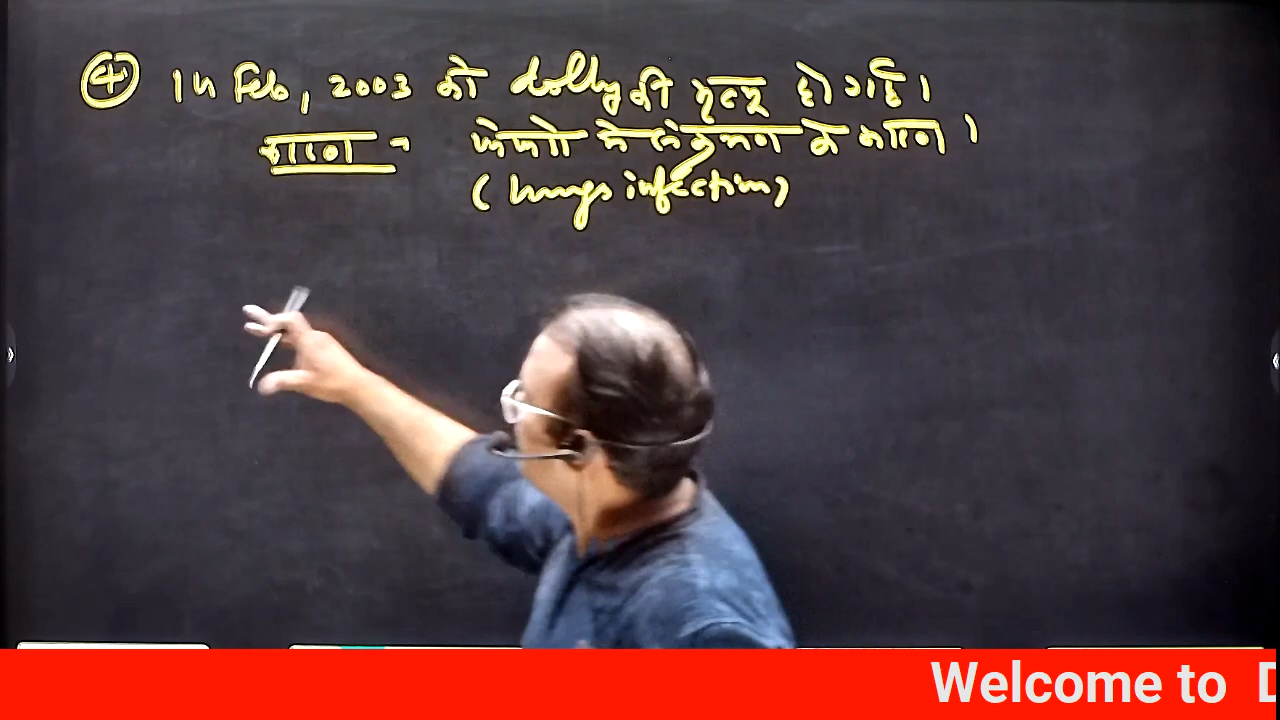 ④ 14 Feb, 2003 को dolly की मृत्यु हो गई।
कारण - फेफड़ो में संक्रमण के कारण।
(lungs infection)
Welcome to D